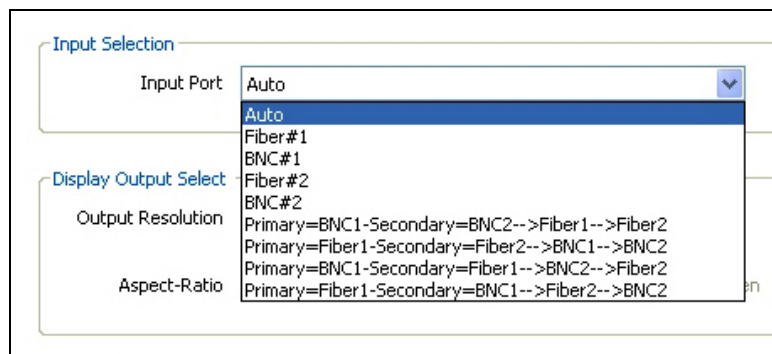 Input Selection
Input Port Auto
Auto
Fiber#1
BNC#1
Fiber#2
BNC#2
Primary=BNC1-Secondary=BNC2-->Fiber1-->Fiber2
Primary=Fiber1-Secondary=Fiber2-->BNC1-->BNC2
Primary=BNC1-Secondary=Fiber1-->BNC2-->Fiber2
Primary=Fiber1-Secondary=BNC1-->Fiber2-->BNC2
Display Output Select
Output Resolution
Aspect-Ratio